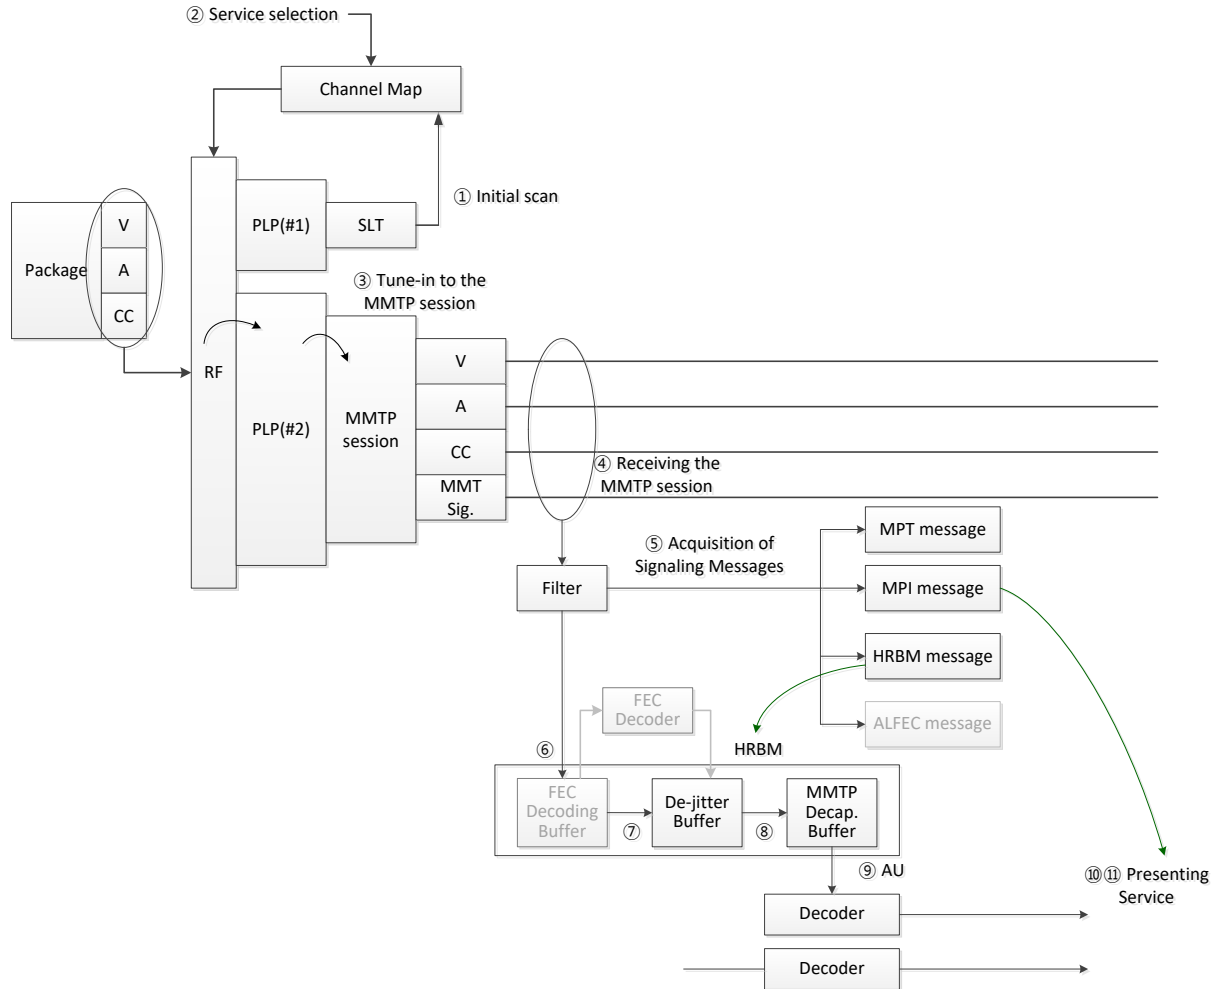 ② Service selection
Channel Map
① Initial scan
PLP(#1)
SLT
V
Package
A
CC
③ Tune-in to the
MMTP session
RF
PLP(#2)
MMTP
session
V
A
CC
MMT
Sig.
④ Receiving the
MMTP session
⑤ Acquisition of
Signaling Messages
Filter
MPT message
MPI message
HRBM message
ALFEC message
FEC
Decoder
HRBM
⑥
FEC
Decoding
Buffer
⑦
De-jitter
Buffer
⑧
MMTP
Decap.
Buffer
⑨ AU
⑩⑪ Presenting
Service
Decoder
Decoder